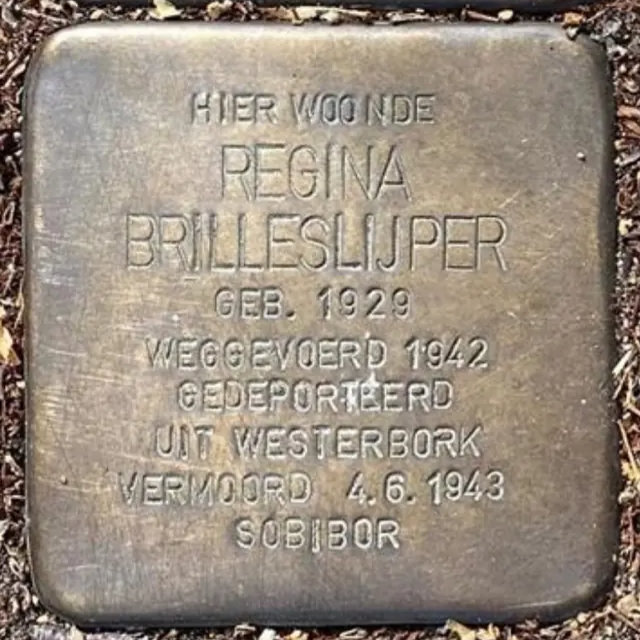 HIER WOONDE
REGINA
BRILLESLIJPER
GEB. 1929
WEGGEVOERD 1942
GEDEPORTEERD
UIT WESTERBORK
VERMOORD 4.6.1943
SOBIBOR